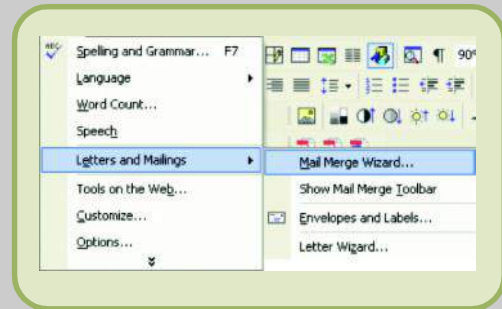 Spelling and Grammar... F7
Language
Word Count...
Speech
Letters and Mailings
Tools on the Web...
Customize...
Options...
Mail Merge Wizard...
Show Mail Merge Toolbar
Envelopes and Labels...
Letter Wizard...